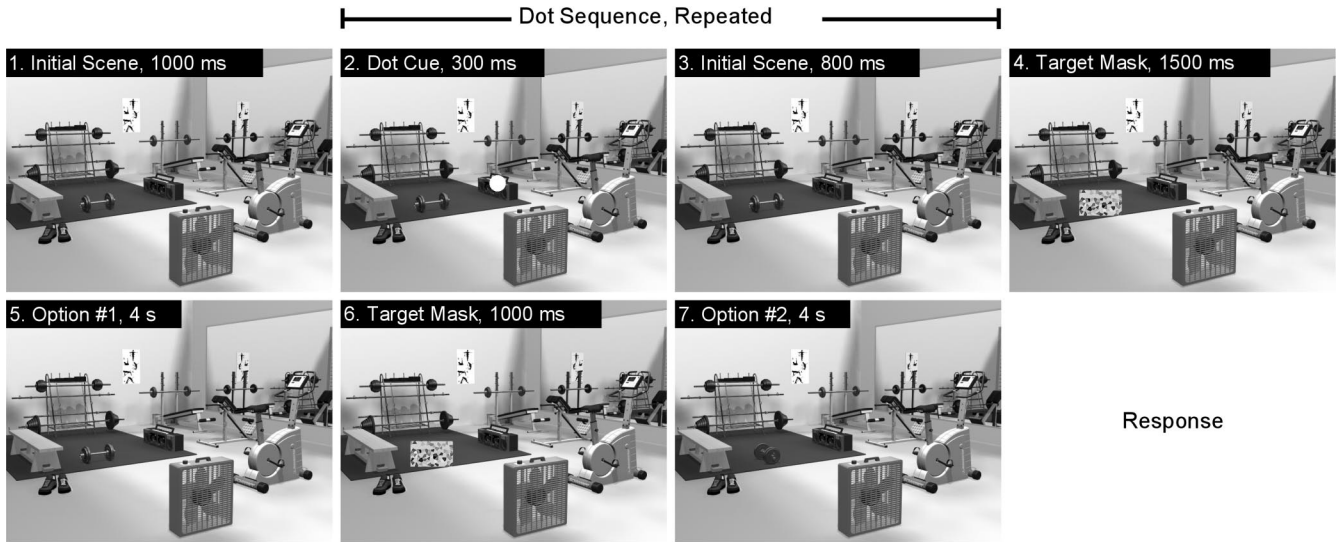 Dot Sequence, Repeated
1. Initial Scene, 1000 ms
2. Dot Cue, 300 ms
3. Initial Scene, 800 ms
4. Target Mask, 1500 ms
5. Option #1, 4 s
6. Target Mask, 1000 ms
7. Option #2, 4 s
Response